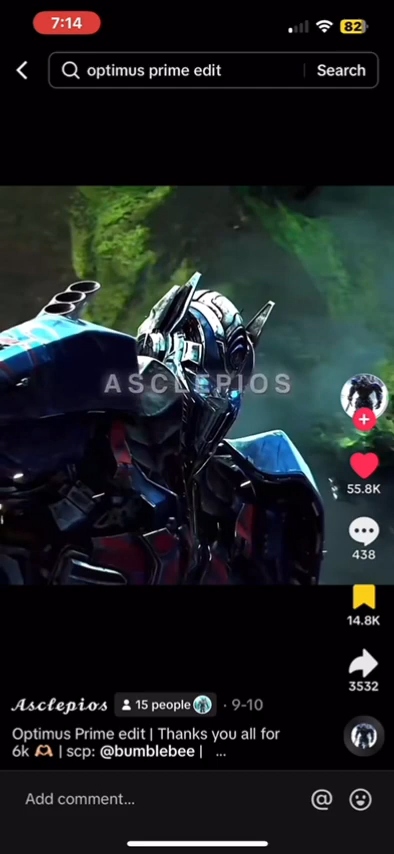 7:14
82
optimus prime edit
Search
ASCLEPIOS
55.8K
438
14.8K
3532
Asclepios
15 people
· 9-10
Optimus Prime edit | Thanks you all for
6k 🫶🏽 | scp: @bumblebee | ...
Add comment...
@